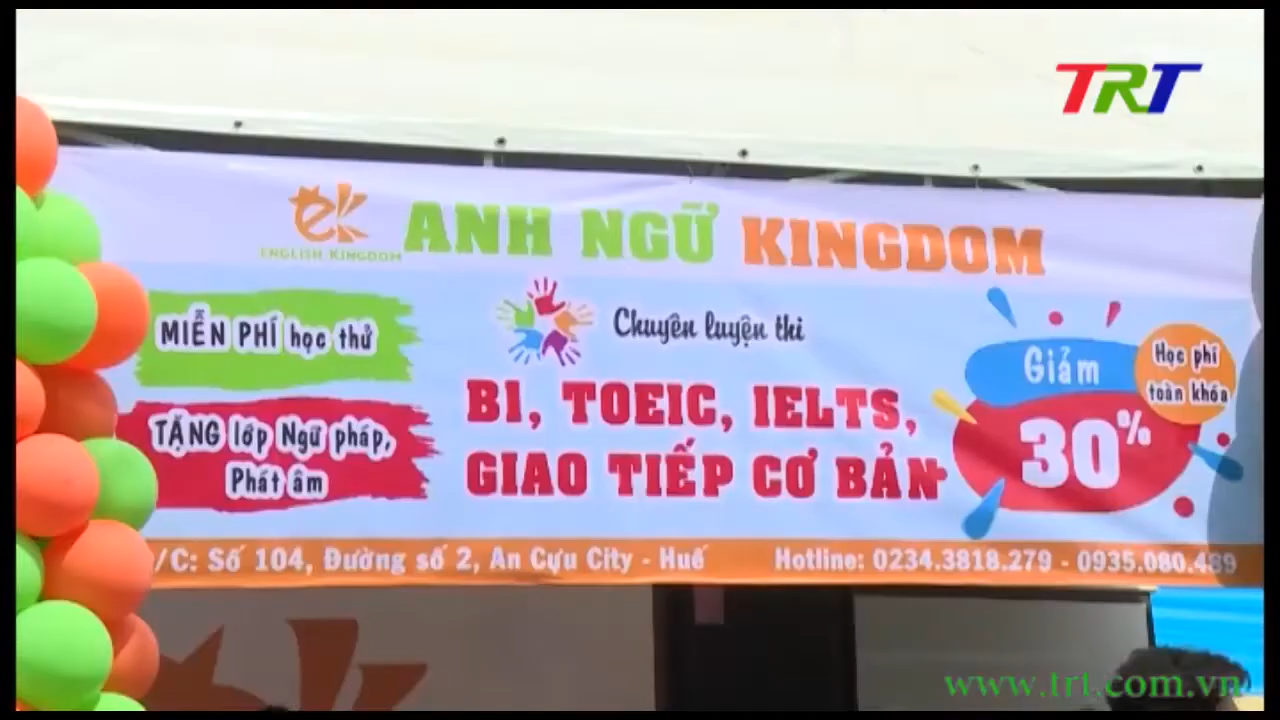 TRT
ek
ENGLISH KINGDOM
ANH NGỮ KINGDOM
MIỄN PHÍ học thử
TẶNG lớp Ngữ pháp,
Phát âm
Chuyên luyện thi
B1, TOEIC, IELTS,
GIAO TIẾP CƠ BẢN
Giảm
30%
Học phí
toàn khóa
/C: Số 104, Đường số 2, An Cựu City - Huế
Hotline: 0234.3818.279 - 0935.080.489
www.trt.com.vn